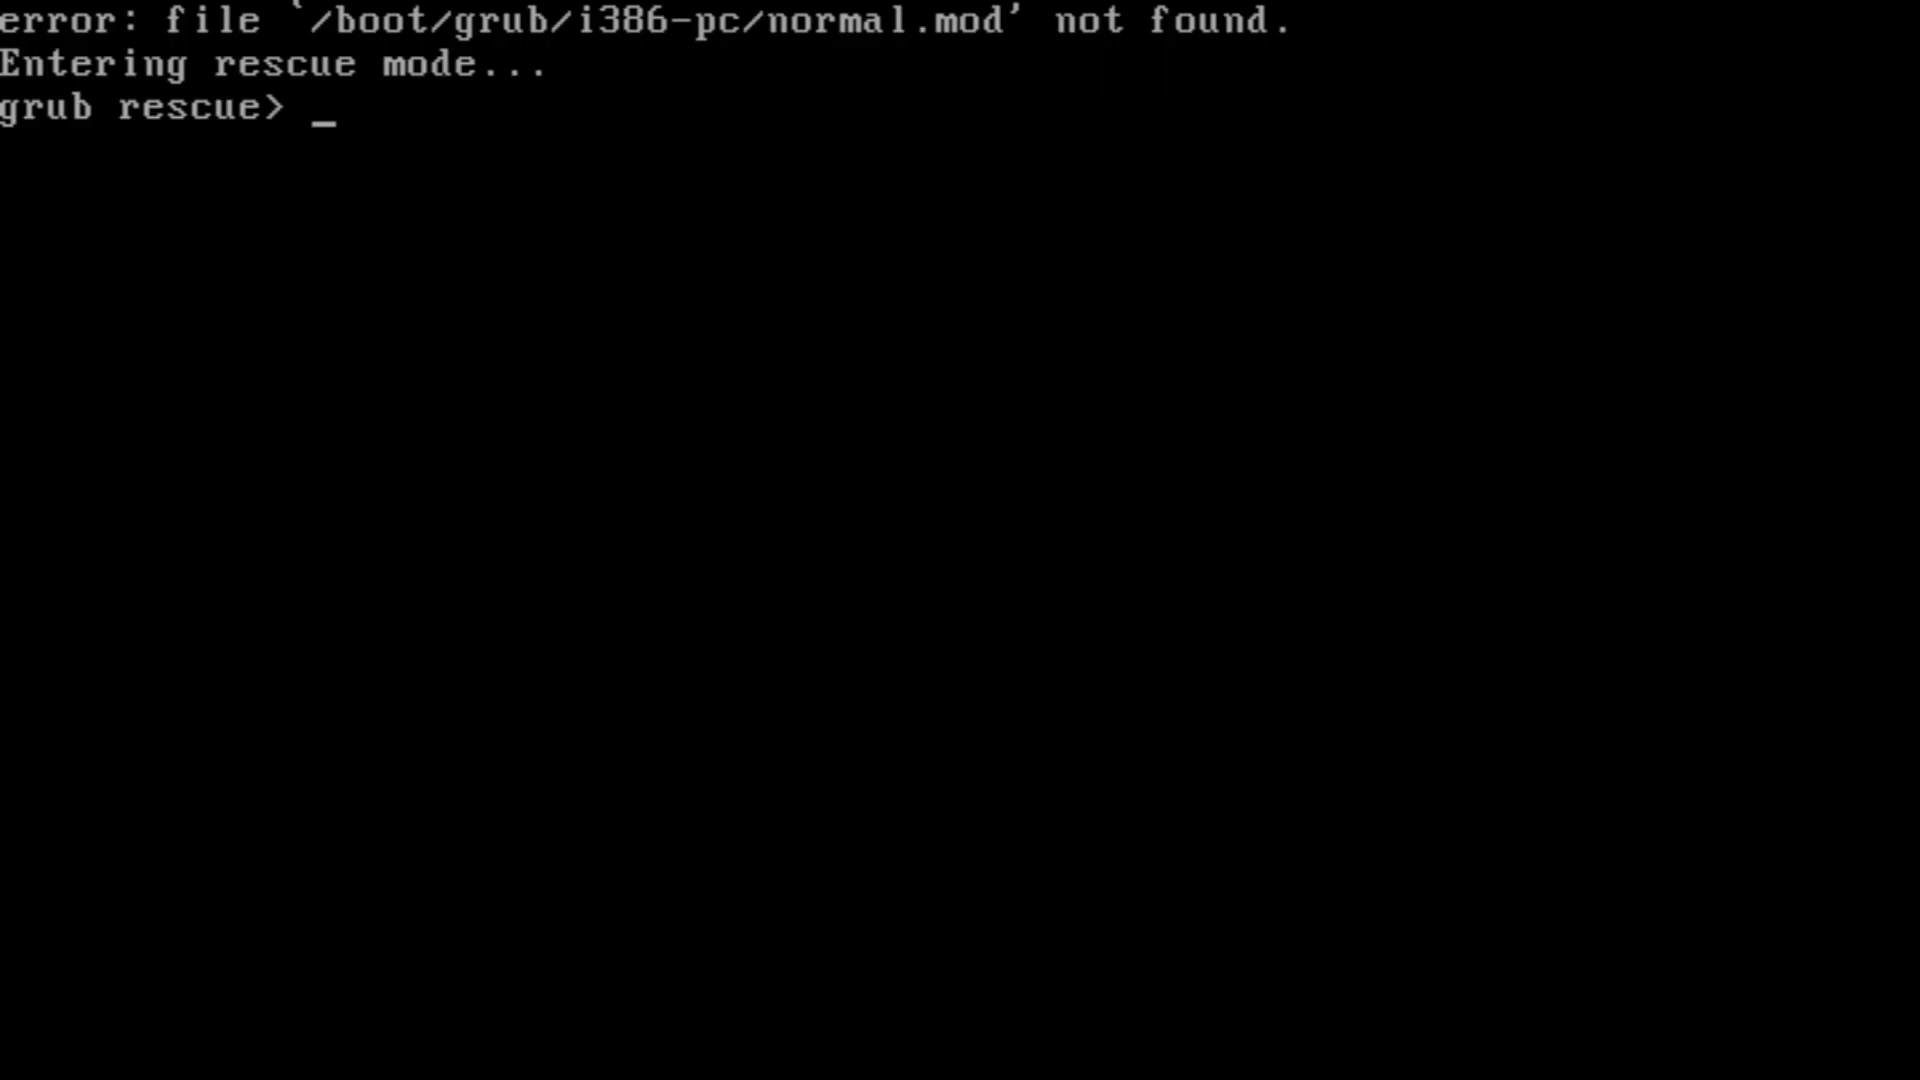 error: file `/boot/grub/i386-pc/normal.mod' not found.
Entering rescue mode...
grub rescue> _